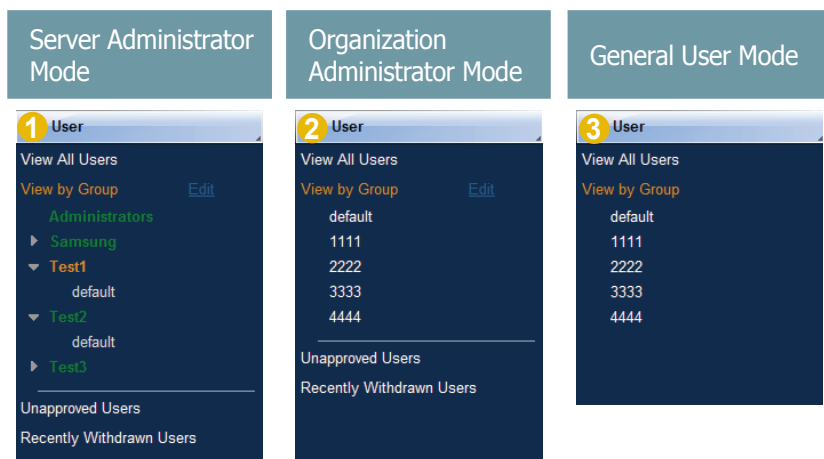 Server Administrator
Mode
1 User
View All Users
View by Group Edit
Administrators
Samsung
Test1
default
Test2
default
Test3
Unapproved Users
Recently Withdrawn Users
Organization
Administrator Mode
2 User
View All Users
View by Group Edit
default
1111
2222
3333
4444
Unapproved Users
Recently Withdrawn Users
General User Mode
3 User
View All Users
View by Group
default
1111
2222
3333
4444